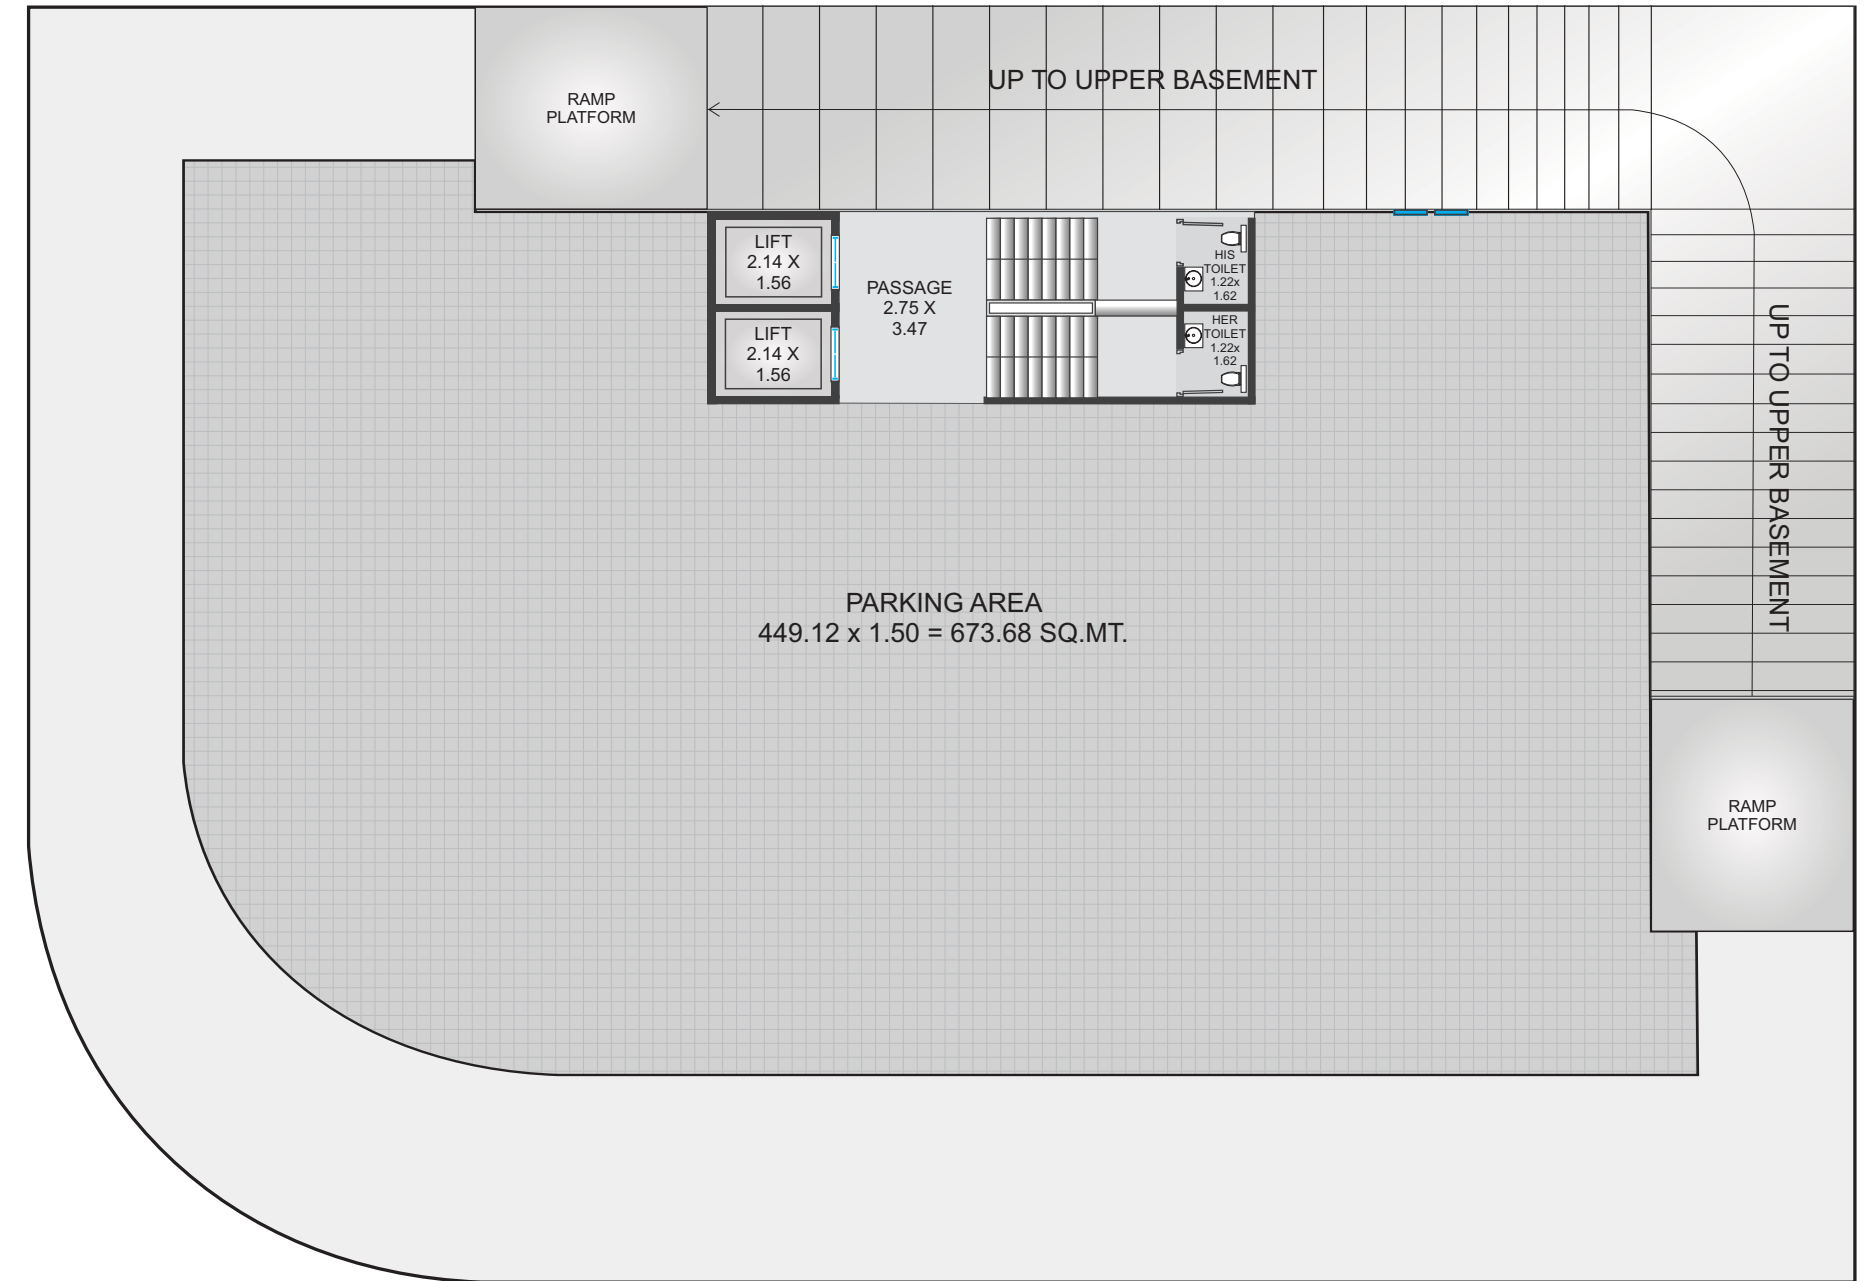 UP TO UPPER BASEMENT
RAMP
PLATFORM
LIFT
2.14 X
1.56
PASSAGE
2.75 X
3.47
HIS
TOILET
1.22x
1.62
LIFT
2.14 X
1.56
HER
TOILET
1.22x
1.62
UP TO UPPER BASEMENT
PARKING AREA
449.12 x 1.50 = 673.68 SQ.MT.
RAMP
PLATFORM